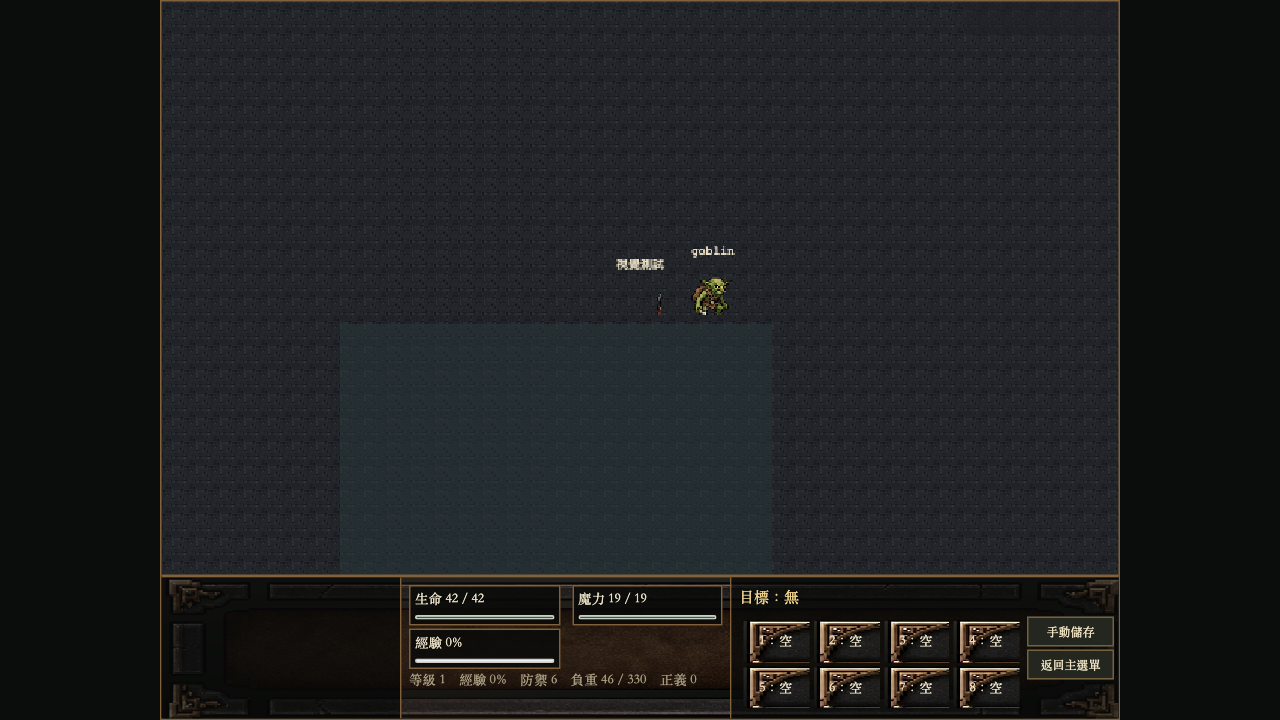 goblin
視覺測試
生命 42 / 42
魔力 19 / 19
目標：無
經驗 0%
1：空
2：空
3：空
4：空
手動儲存
返回主選單
等級 1 經驗 0% 防禦 6 負重 46 / 330 正義 0
5：空
6：空
7：空
8：空